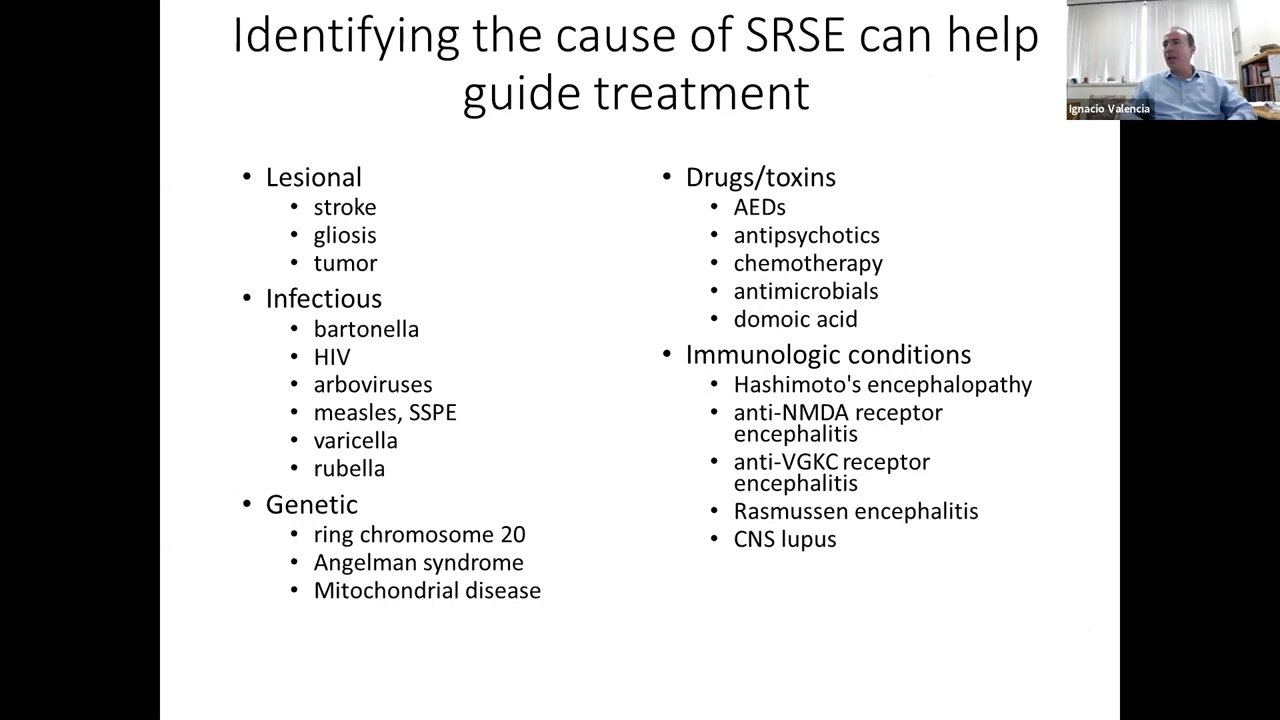 Identifying the cause of SRSE can help
guide treatment
Ignacio Valencia
• Lesional
• stroke
• gliosis
• tumor
• Infectious
• bartonella
• HIV
• arboviruses
• measles, SSPE
• varicella
• rubella
• Genetic
• ring chromosome 20
• Angelman syndrome
• Mitochondrial disease
• Drugs/toxins
• AEDs
• antipsychotics
• chemotherapy
• antimicrobials
• domoic acid
• Immunologic conditions
• Hashimoto's encephalopathy
• anti-NMDA receptor
encephalitis
• anti-VGKC receptor
encephalitis
• Rasmussen encephalitis
• CNS lupus